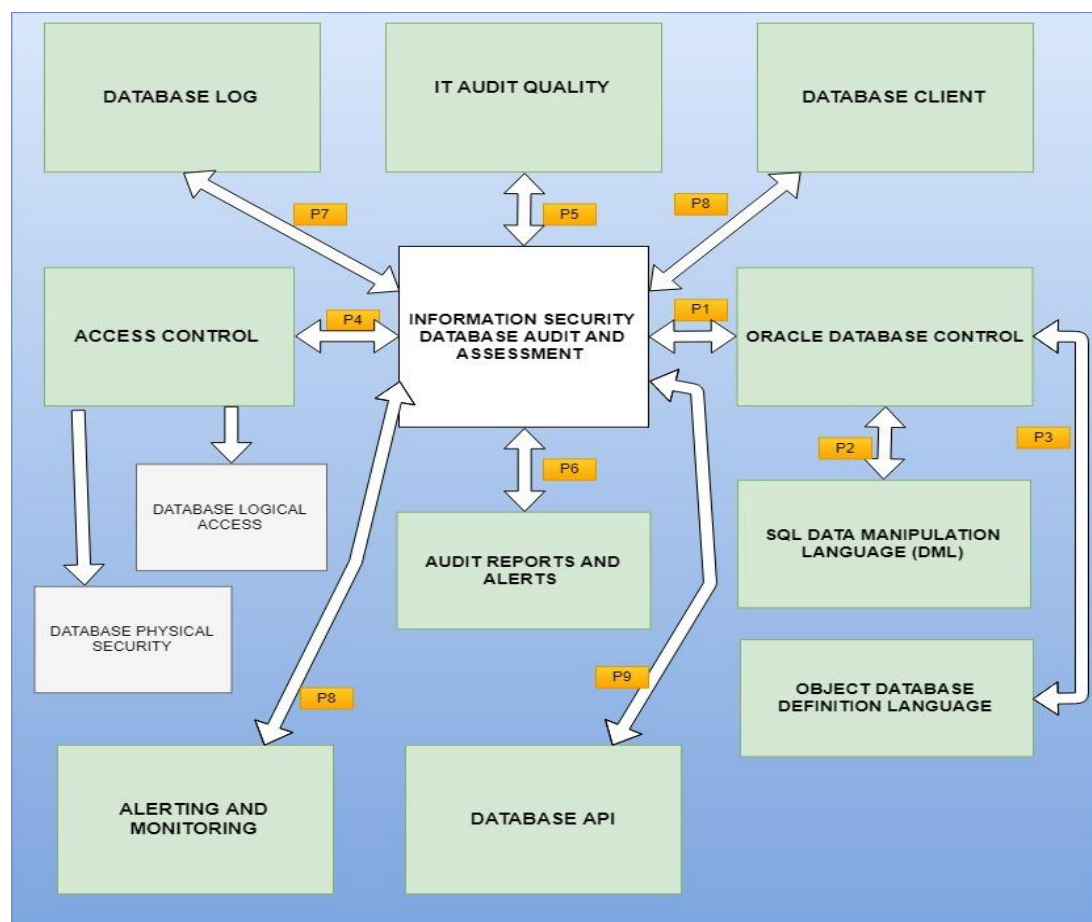 DATABASE LOG
IT AUDIT QUALITY
DATABASE CLIENT
P7
P5
P8
ACCESS CONTROL
P4
INFORMATION SECURITY
DATABASE AUDIT AND
ASSESSMENT
P1
ORACLE DATABASE CONTROL
P6
P2
P3
DATABASE LOGICAL
ACCESS
AUDIT REPORTS AND
ALERTS
SQL DATA MANIPULATION
LANGUAGE (DML)
DATABASE PHYSICAL
SECURITY
P8
P9
OBJECT DATABASE
DEFINITION LANGUAGE
ALERTING AND
MONITORING
DATABASE API